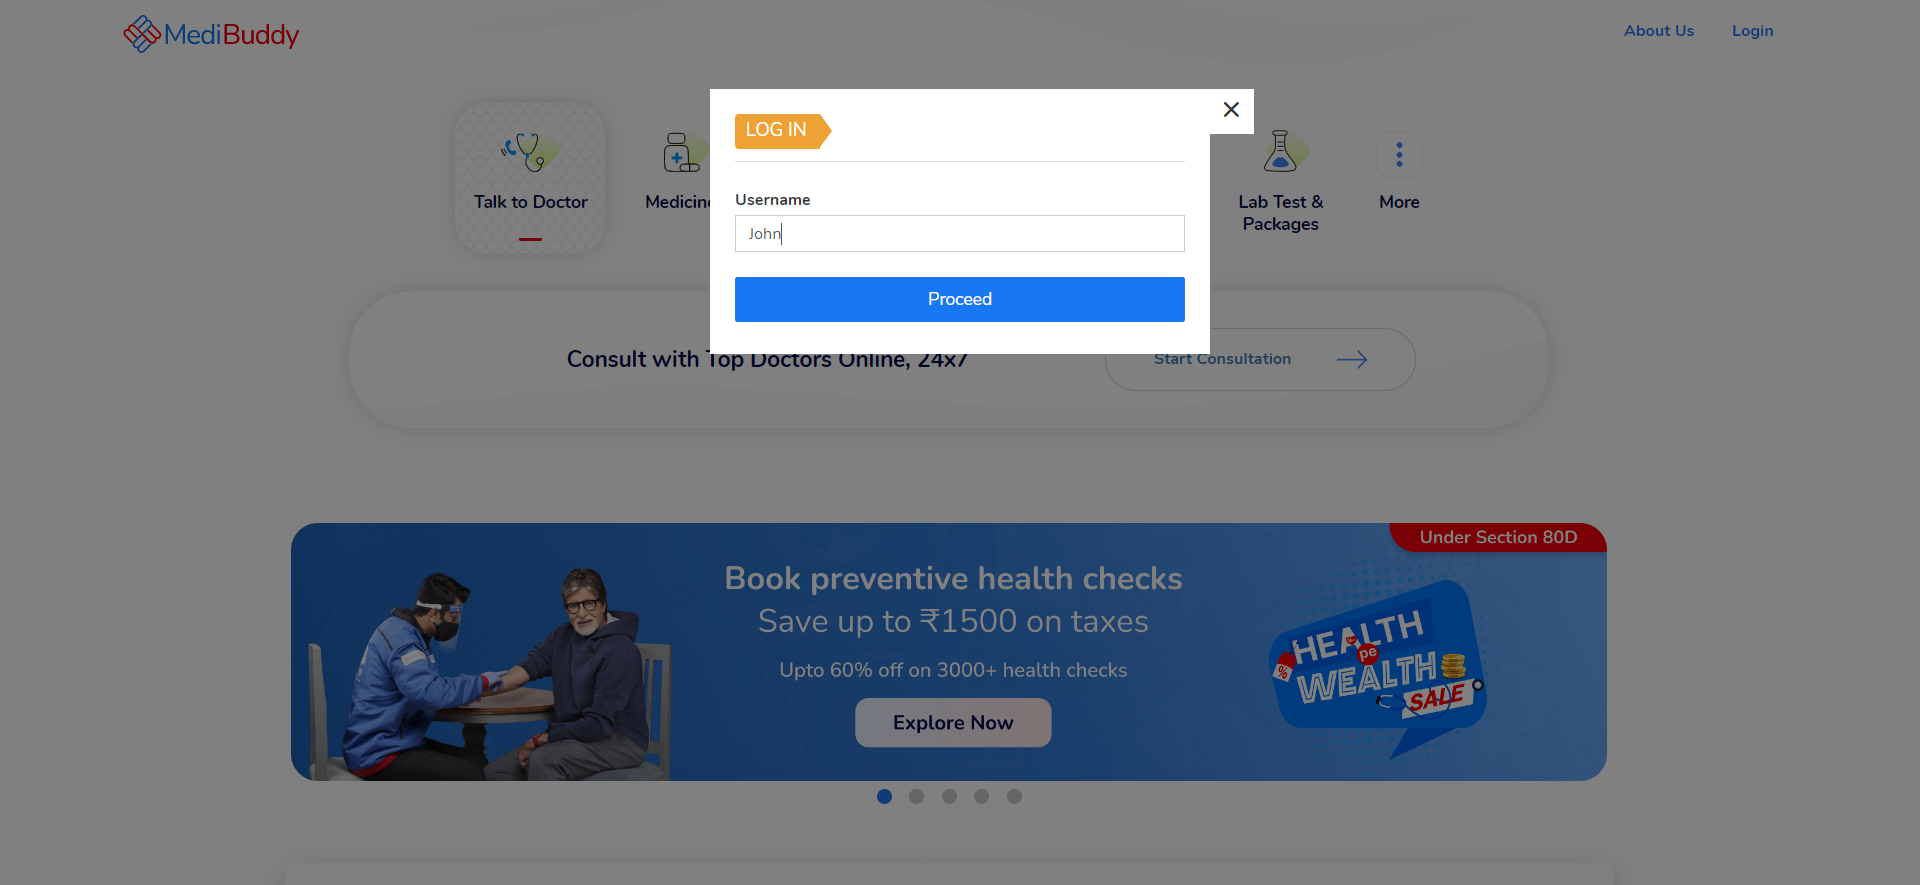 MediBuddy
About Us
Login
LOG IN
Username
John
Proceed
Talk to Doctor
Medicine
Lab Test &
Packages
More
Consult with Top Doctors Online, 24x7
Start Consultation
Under Section 80D
Book preventive health checks
Save up to ₹1500 on taxes
Upto 60% off on 3000+ health checks
Explore Now
HEALTH
pe
WEALTH
%
SALE